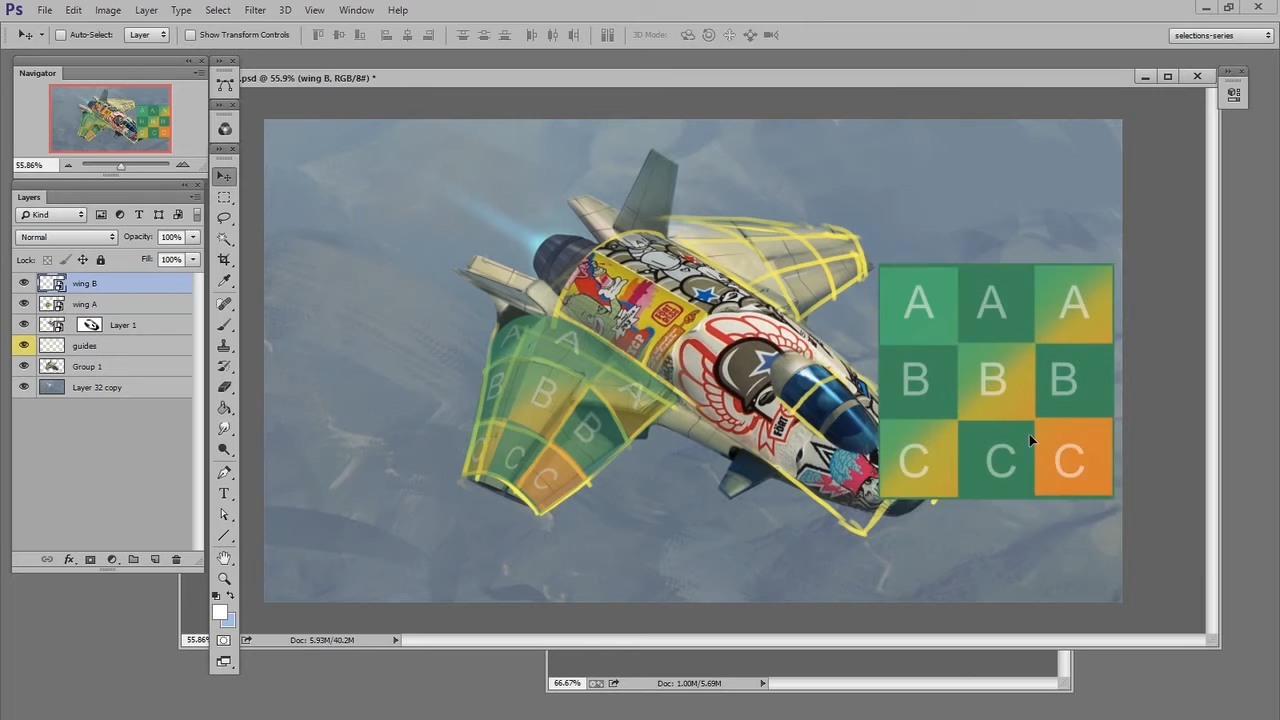 Ps File Edit Image Layer Type Select Filter 3D View Window Help
Auto-Select: Layer Show Transform Controls 3D Mode: selections-series
Navigator
.psd @ 55.9% (wing B, RGB/8#) *
55.86%
Layers
Kind
Normal Opacity: 100%
Lock: Fill: 100%
wing B
wing A
Layer 1
guides
Group 1
Layer 32 copy
A A A
B B B
C C C
A A A
B B B
C C C
FÖRT
55.86% Doc: 5.93M/40.2M
66.67% Doc: 1.00M/5.69M